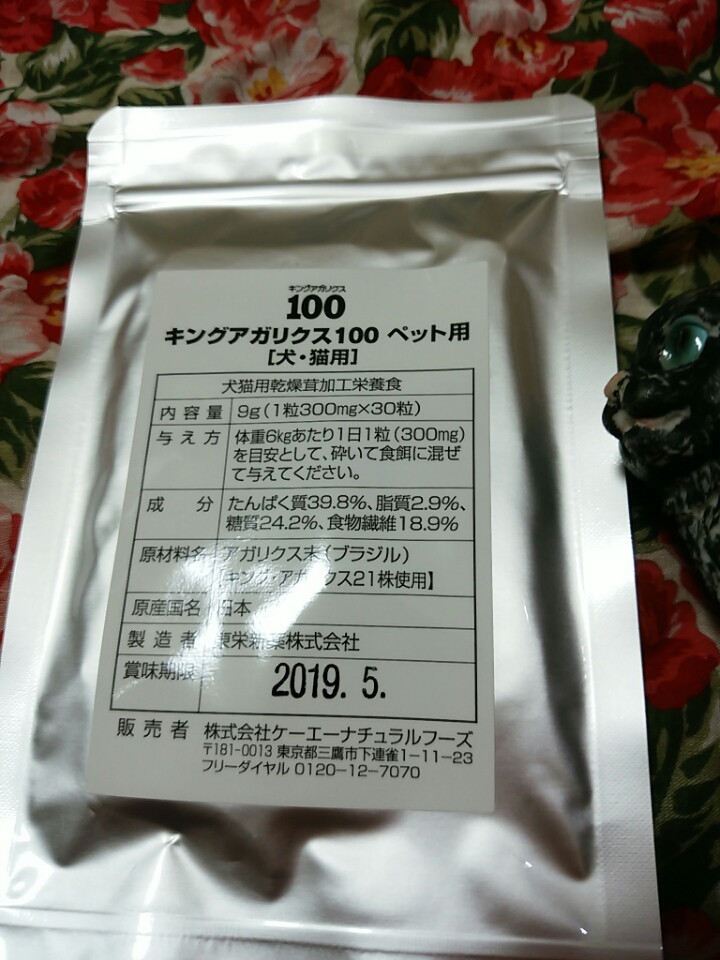 キングアガリクス
100
キングアガリクス100 ペット用
[犬・猫用]
犬猫用乾燥茸加工栄養食
内容量 9g(1粒300mg×30粒)
与え方 体重6kgあたり1日1粒(300mg)
を目安として、砕いて食餌に混ぜ
て与えてください。
成分 たんぱく質39.8%、脂質2.9%、
糖質24.2%、食物繊維18.9%
原材料名 アガリクス末(ブラジル)
[キング・アガリクス21株使用]
原産国名 日本
製造者 東栄新薬株式会社
賞味期限 2019. 5.
販売者 株式会社ケーエーナチュラルフーズ
〒181-0013 東京都三鷹市下連雀1-11-23
フリーダイヤル 0120-12-7070